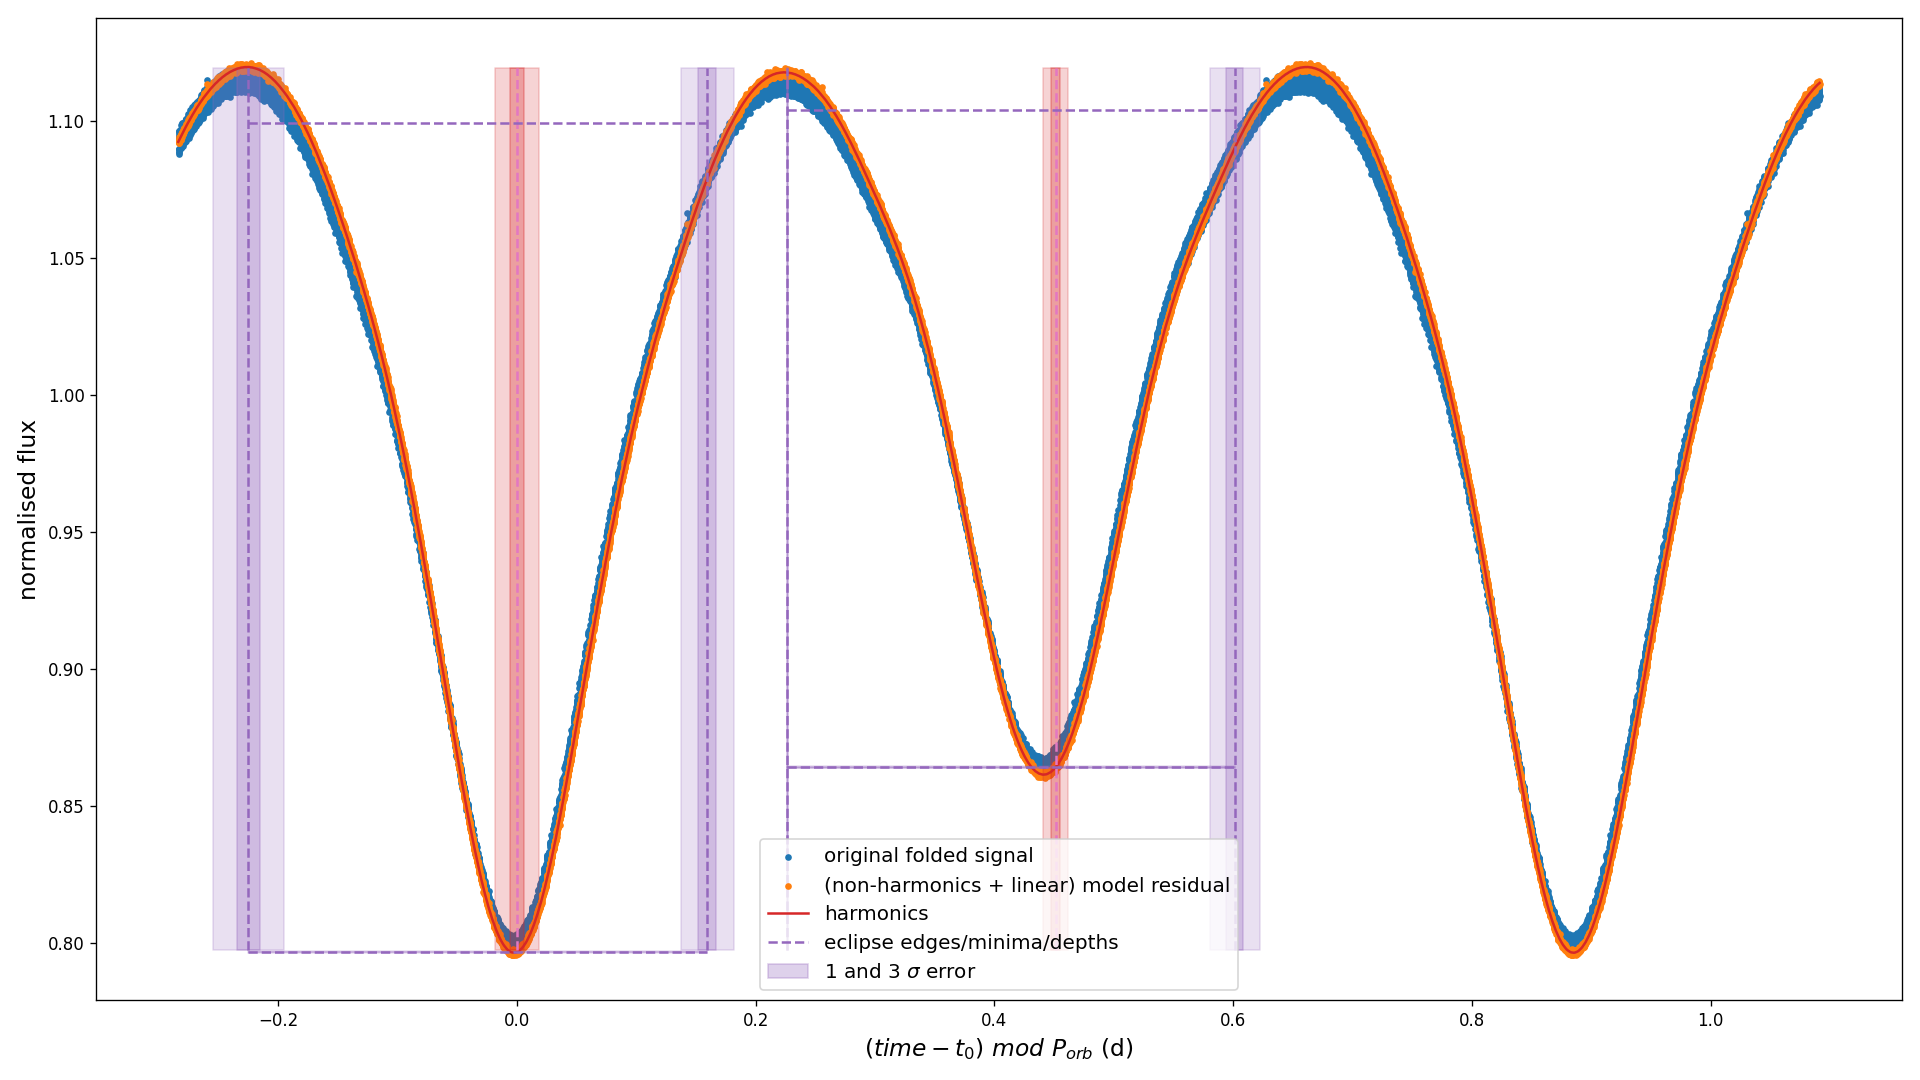 normalised flux
1.10
1.05
1.00
0.95
0.90
0.85
0.80
original folded signal
(non-harmonics + linear) model residual
harmonics
eclipse edges/minima/depths
1 and 3 σ error
−0.2
0.0
0.2
0.4
0.6
0.8
1.0
(time − t₀) mod P_orb (d)